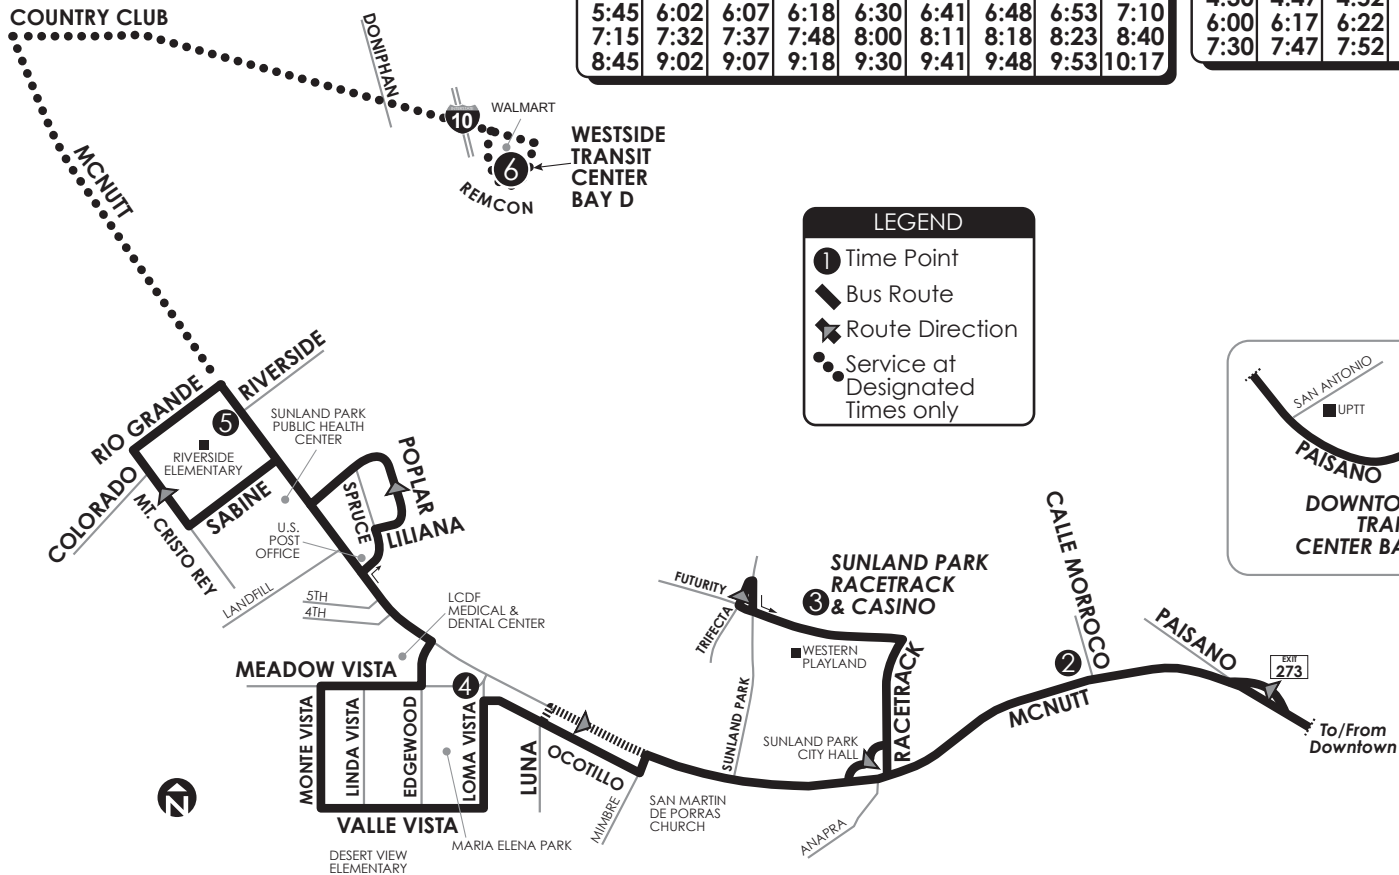 4:30 4:47 4:52
5:45 6:02 6:07 6:18 6:30 6:41 6:48 6:53 7:10
7:15 7:32 7:37 7:48 8:00 8:11 8:18 8:23 8:40
8:45 9:02 9:07 9:18 9:30 9:41 9:48 9:53 10:17
6:00 6:17 6:22
7:30 7:47 7:52
COUNTRY CLUB
DONIPHAN
10
WALMART
6
WESTSIDE
TRANSIT
CENTER
BAY D
REMCON
MCNUTT
LEGEND
1 Time Point
Bus Route
Route Direction
Service at
Designated
Times only
RIO GRANDE
RIVERSIDE
5
RIVERSIDE
ELEMENTARY
SUNLAND PARK
PUBLIC HEALTH
CENTER
COLORADO
MT. CRISTO REY
SABINE
POPLAR
SPRUCE
LILIANA
U.S.
POST
OFFICE
LANDFILL
5TH
4TH
LCDF
MEDICAL &
DENTAL CENTER
MEADOW VISTA
4
MONTE VISTA
LINDA VISTA
EDGEWOOD
LOMA VISTA
LUNA
OCOTILLO
MIMBRE
VALLE VISTA
DESERT VIEW
ELEMENTARY
MARIA ELENA PARK
SAN MARTIN
DE PORRAS
CHURCH
N
FUTURITY
TRIFECTA
SUNLAND PARK
3
SUNLAND PARK
RACETRACK
& CASINO
WESTERN
PLAYLAND
RACETRACK
SUNLAND PARK
CITY HALL
ANAPRA
CALLE MORROCO
2
MCNUTT
PAISANO
EXIT
273
To/From
Downtown
SAN ANTONIO
UPTT
PAISANO